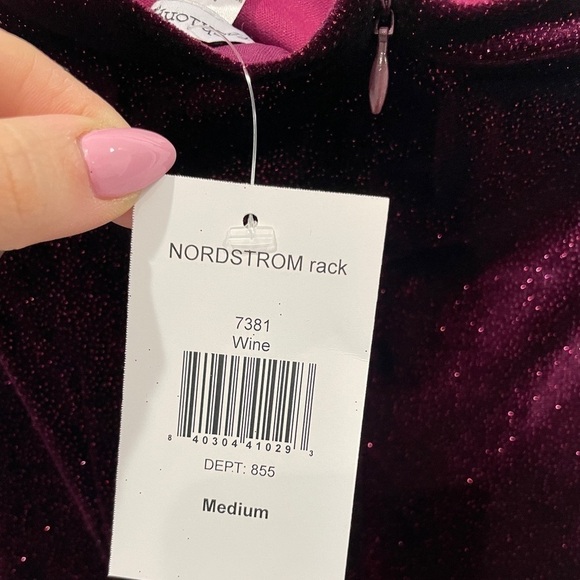 NORDSTROM rack
7381
Wine
8 40304 41029 3
DEPT: 855
Medium